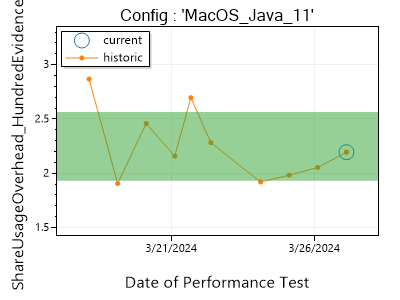 Config : 'MacOS_Java_11'
ShareUsageOverhead_HundredEvidence
current
historic
3
2.5
2
1.5
3/21/2024
3/26/2024
Date of Performance Test